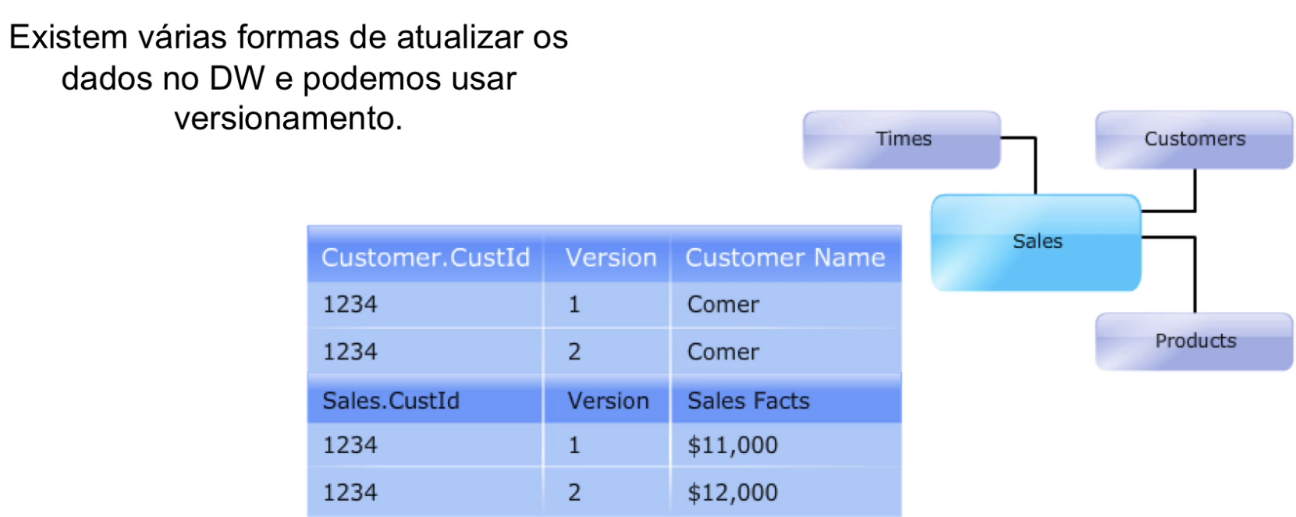 Existem várias formas de atualizar os
dados no DW e podemos usar
versionamento.
Times
Customers
Sales
Products
Customer.CustId Version Customer Name
1234 1 Comer
1234 2 Comer
Sales.CustId Version Sales Facts
1234 1 $11,000
1234 2 $12,000